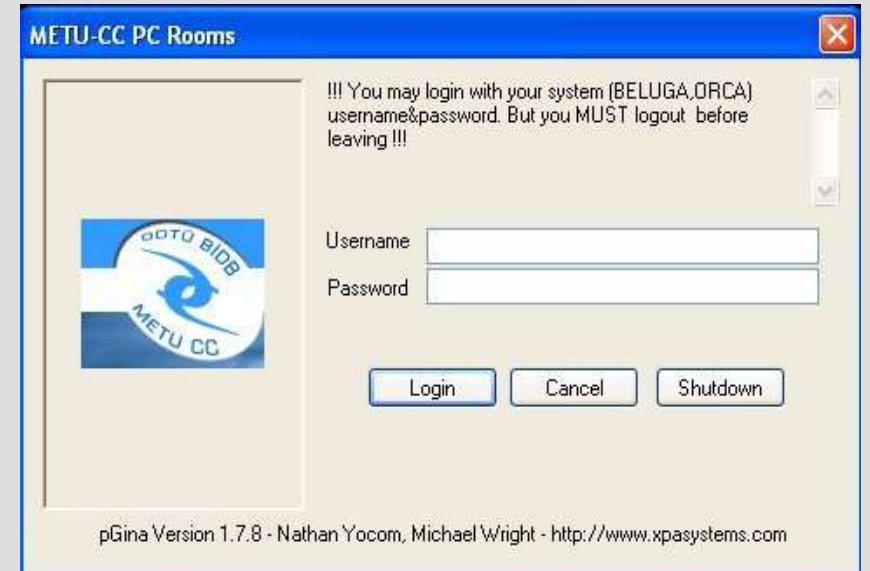 METU-CC PC Rooms
!!! You may login with your system (BELUGA,ORCA)
username&password. But you MUST logout before
leaving !!!
ODTÜ BİDB
METU CC
Username
Password
Login
Cancel
Shutdown
pGina Version 1.7.8 - Nathan Yocom, Michael Wright - http://www.xpasystems.com